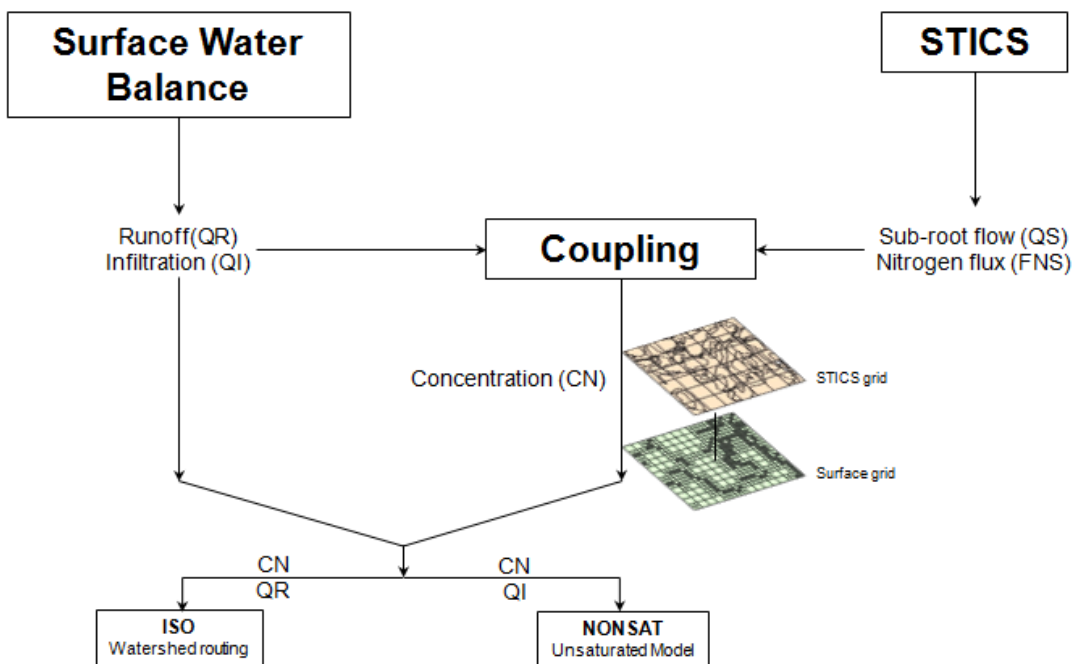 Surface Water
Balance
STICS
Runoff(QR)
Infiltration (QI)
Coupling
Sub-root flow (QS)
Nitrogen flux (FNS)
Concentration (CN)
STICS grid
Surface grid
CN
QR
CN
QI
ISO
Watershed routing
NONSAT
Unsaturated Model